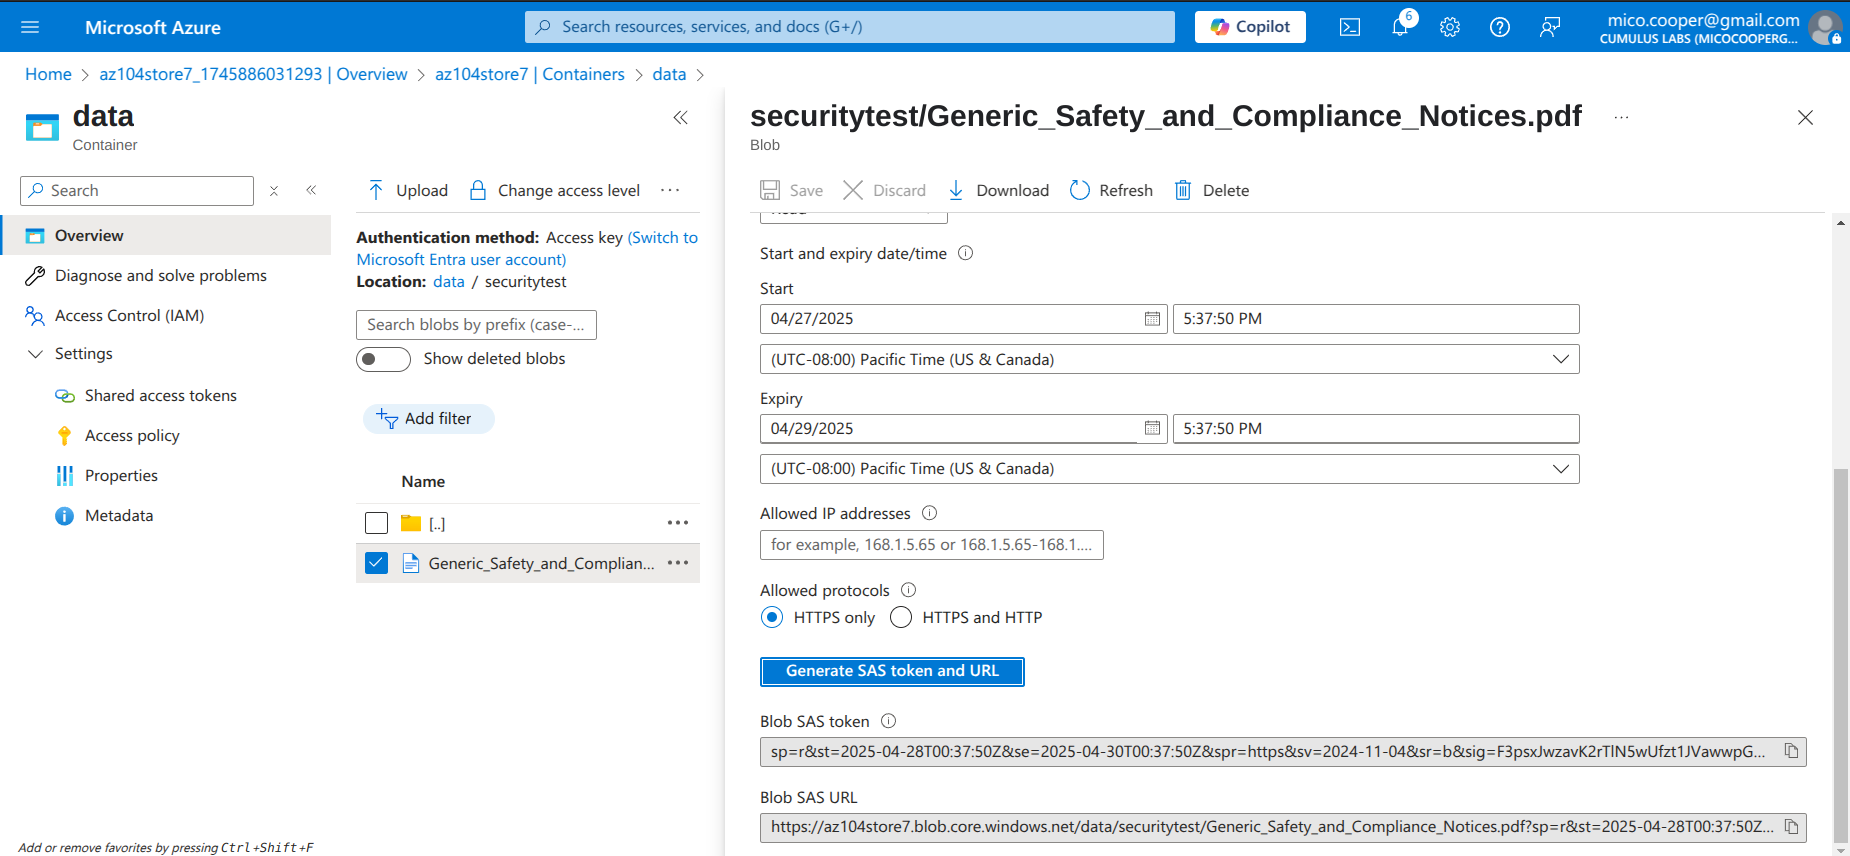 Microsoft Azure
Search resources, services, and docs (G+/)
Copilot
6
mico.cooper@gmail.com
CUMULUS LABS (MICOCOOPERG...
Home > az104store7_1745886031293 | Overview > az104store7 | Containers > data >
data
Container
Search
Overview
Diagnose and solve problems
Access Control (IAM)
Settings
Shared access tokens
Access policy
Properties
Metadata
Add or remove favorites by pressing Ctrl+Shift+F
Upload
Change access level
Authentication method: Access key (Switch to
Microsoft Entra user account)
Location: data / securitytest
Search blobs by prefix (case-...
Show deleted blobs
Add filter
Name
[..]
Generic_Safety_and_Complian...
securitytest/Generic_Safety_and_Compliance_Notices.pdf
Blob
Save
Discard
Download
Refresh
Delete
Start and expiry date/time
Start
04/27/2025
5:37:50 PM
(UTC-08:00) Pacific Time (US & Canada)
Expiry
04/29/2025
5:37:50 PM
(UTC-08:00) Pacific Time (US & Canada)
Allowed IP addresses
for example, 168.1.5.65 or 168.1.5.65-168.1....
Allowed protocols
HTTPS only
HTTPS and HTTP
Generate SAS token and URL
Blob SAS token
sp=r&st=2025-04-28T00:37:50Z&se=2025-04-30T00:37:50Z&spr=https&sv=2024-11-04&sr=b&sig=F3psxJwzavK2rTlN5wUfzt1JVawwpG...
Blob SAS URL
https://az104store7.blob.core.windows.net/data/securitytest/Generic_Safety_and_Compliance_Notices.pdf?sp=r&st=2025-04-28T00:37:50Z...